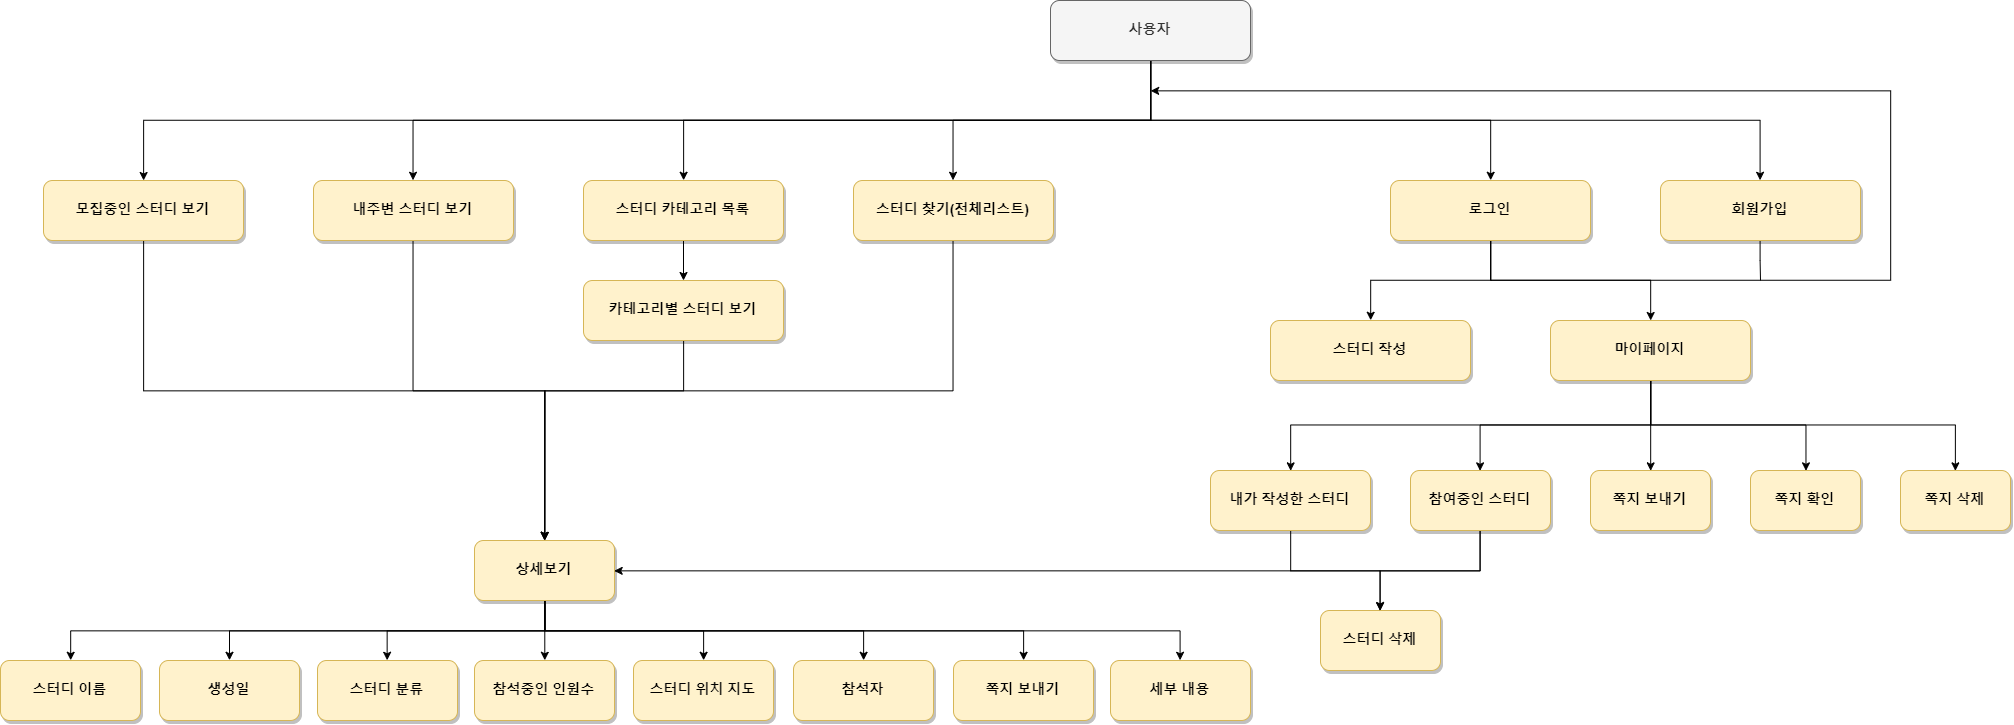 사용자
모집중인 스터디 보기
내주변 스터디 보기
스터디 카테고리 목록
스터디 찾기(전체리스트)
로그인
회원가입
카테고리별 스터디 보기
스터디 작성
마이페이지
내가 작성한 스터디
참여중인 스터디
쪽지 보내기
쪽지 확인
쪽지 삭제
상세보기
스터디 삭제
스터디 이름
생성일
스터디 분류
참석중인 인원수
스터디 위치 지도
참석자
쪽지 보내기
세부 내용